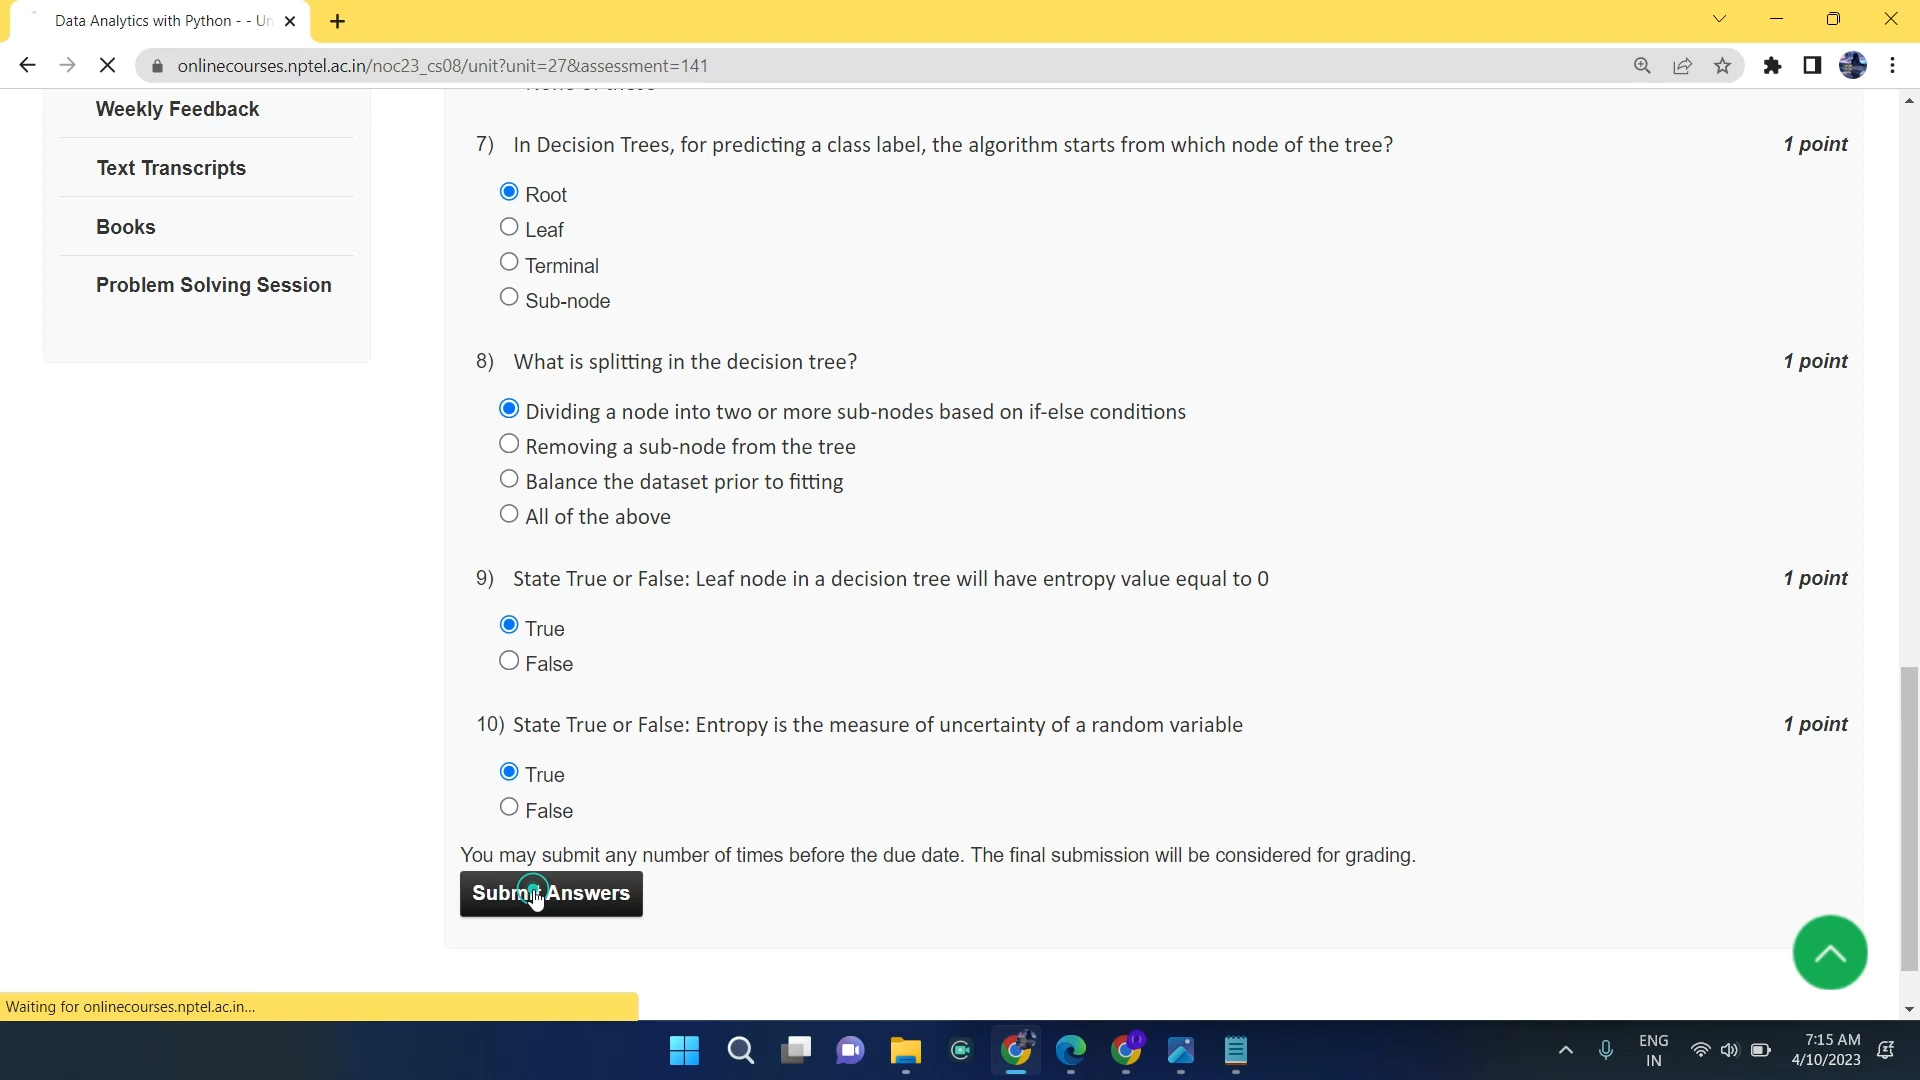 Data Analytics with Python - - Un
onlinecourses.nptel.ac.in/noc23_cs08/unit?unit=27&assessment=141
Weekly Feedback
Text Transcripts
Books
Problem Solving Session
7) In Decision Trees, for predicting a class label, the algorithm starts from which node of the tree? 1 point
Root
Leaf
Terminal
Sub-node
8) What is splitting in the decision tree? 1 point
Dividing a node into two or more sub-nodes based on if-else conditions
Removing a sub-node from the tree
Balance the dataset prior to fitting
All of the above
9) State True or False: Leaf node in a decision tree will have entropy value equal to 0 1 point
True
False
10) State True or False: Entropy is the measure of uncertainty of a random variable 1 point
True
False
You may submit any number of times before the due date. The final submission will be considered for grading.
Submit Answers
Waiting for onlinecourses.nptel.ac.in...
ENG
IN
7:15 AM
4/10/2023